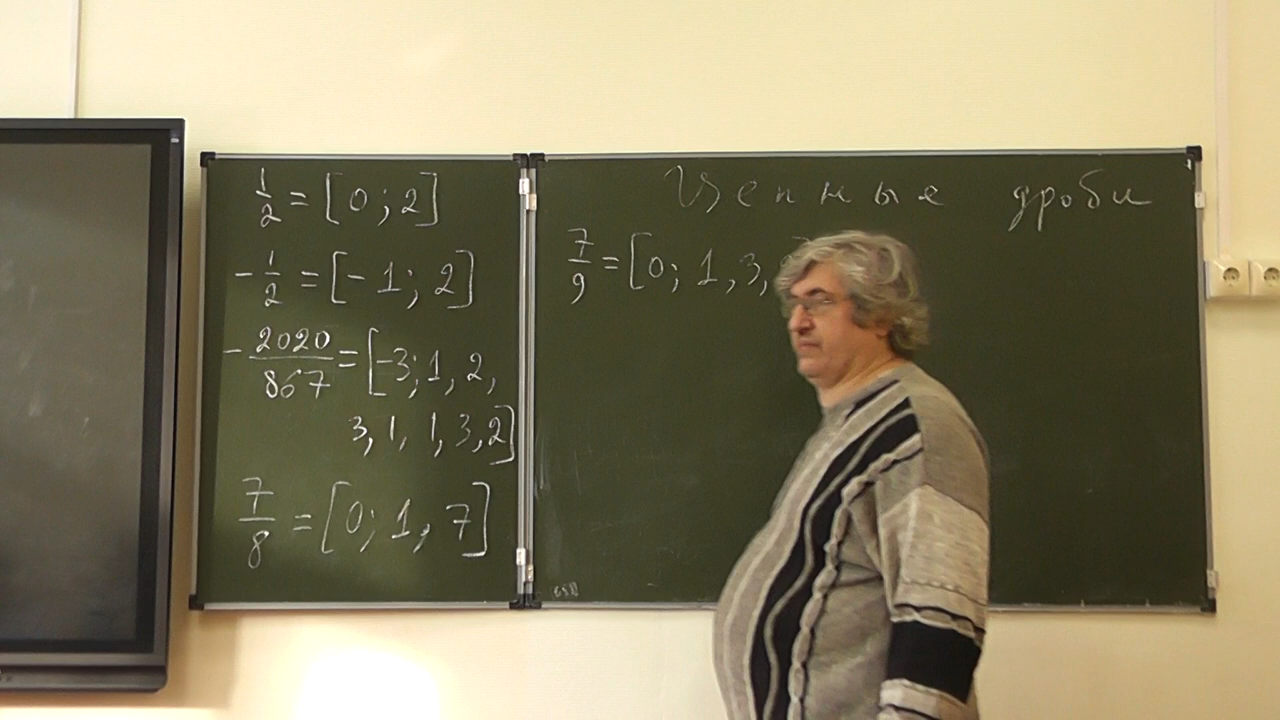 1/2 = [0; 2]
-1/2 = [-1; 2]
-2020/867 = [-3; 1, 2,
3, 1, 1, 3, 2]
7/8 = [0; 1, 7]
Цепные дроби
7/9 = [0; 1, 3,